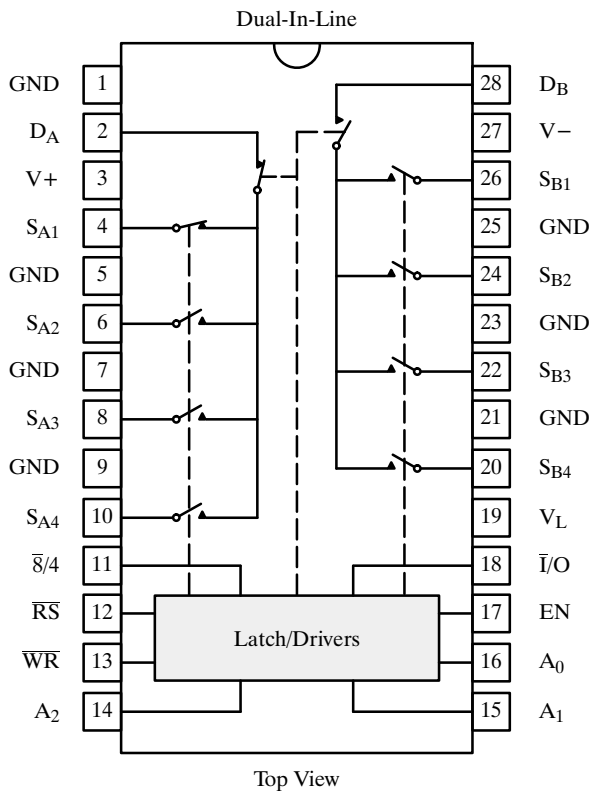 Dual-In-Line
GND 1 28 D_B
D_A 2 27 V−
V+ 3 26 S_B1
S_A1 4 25 GND
GND 5 24 S_B2
S_A2 6 23 GND
GND 7 22 S_B3
S_A3 8 21 GND
GND 9 20 S_B4
S_A4 10 19 V_L
8̅/4 11 18 I̅/O
R̅S̅ 12 17 EN
Latch/Drivers
W̅R̅ 13 16 A_0
A_2 14 15 A_1
Top View